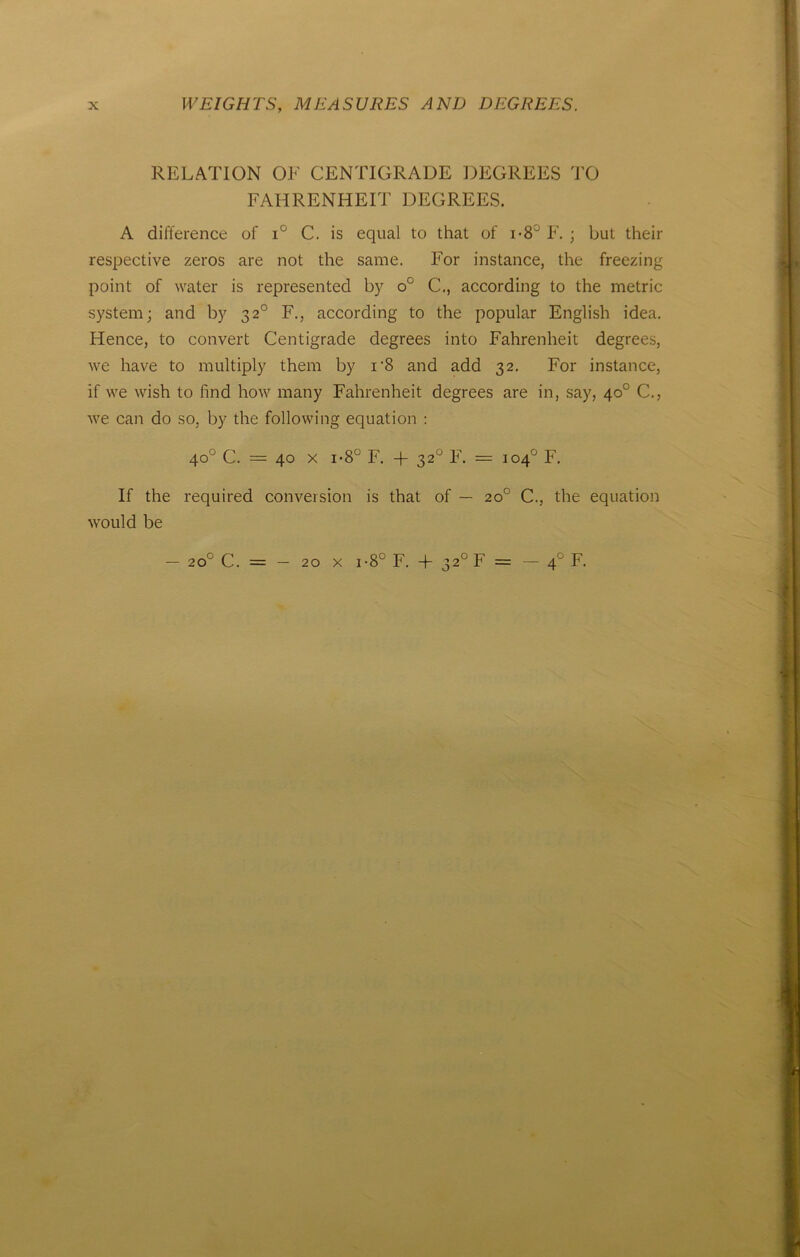 x WEIGHTS, MEASURES AND DEGREES.
RELATION OF CENTIGRADE DEGREES TO
FAHRENHEIT DEGREES.
A difference of 1° C. is equal to that of 1·8° F. ; but their
respective zeros are not the same. For instance, the freezing
point of water is represented by 0° C., according to the metric
system; and by 32° F., according to the popular English idea.
Hence, to convert Centigrade degrees into Fahrenheit degrees,
we have to multiply them by 1·8 and add 32. For instance,
if we wish to find how many Fahrenheit degrees are in, say, 40° C.,
we can do so, by the following equation :
40° C. = 40 × 1·8° F. + 32° F. = 104° F.
If the required conversion is that of — 20° C., the equation
would be
— 20° C. = — 20 × 1·8° F. + 32° F = — 4° F.